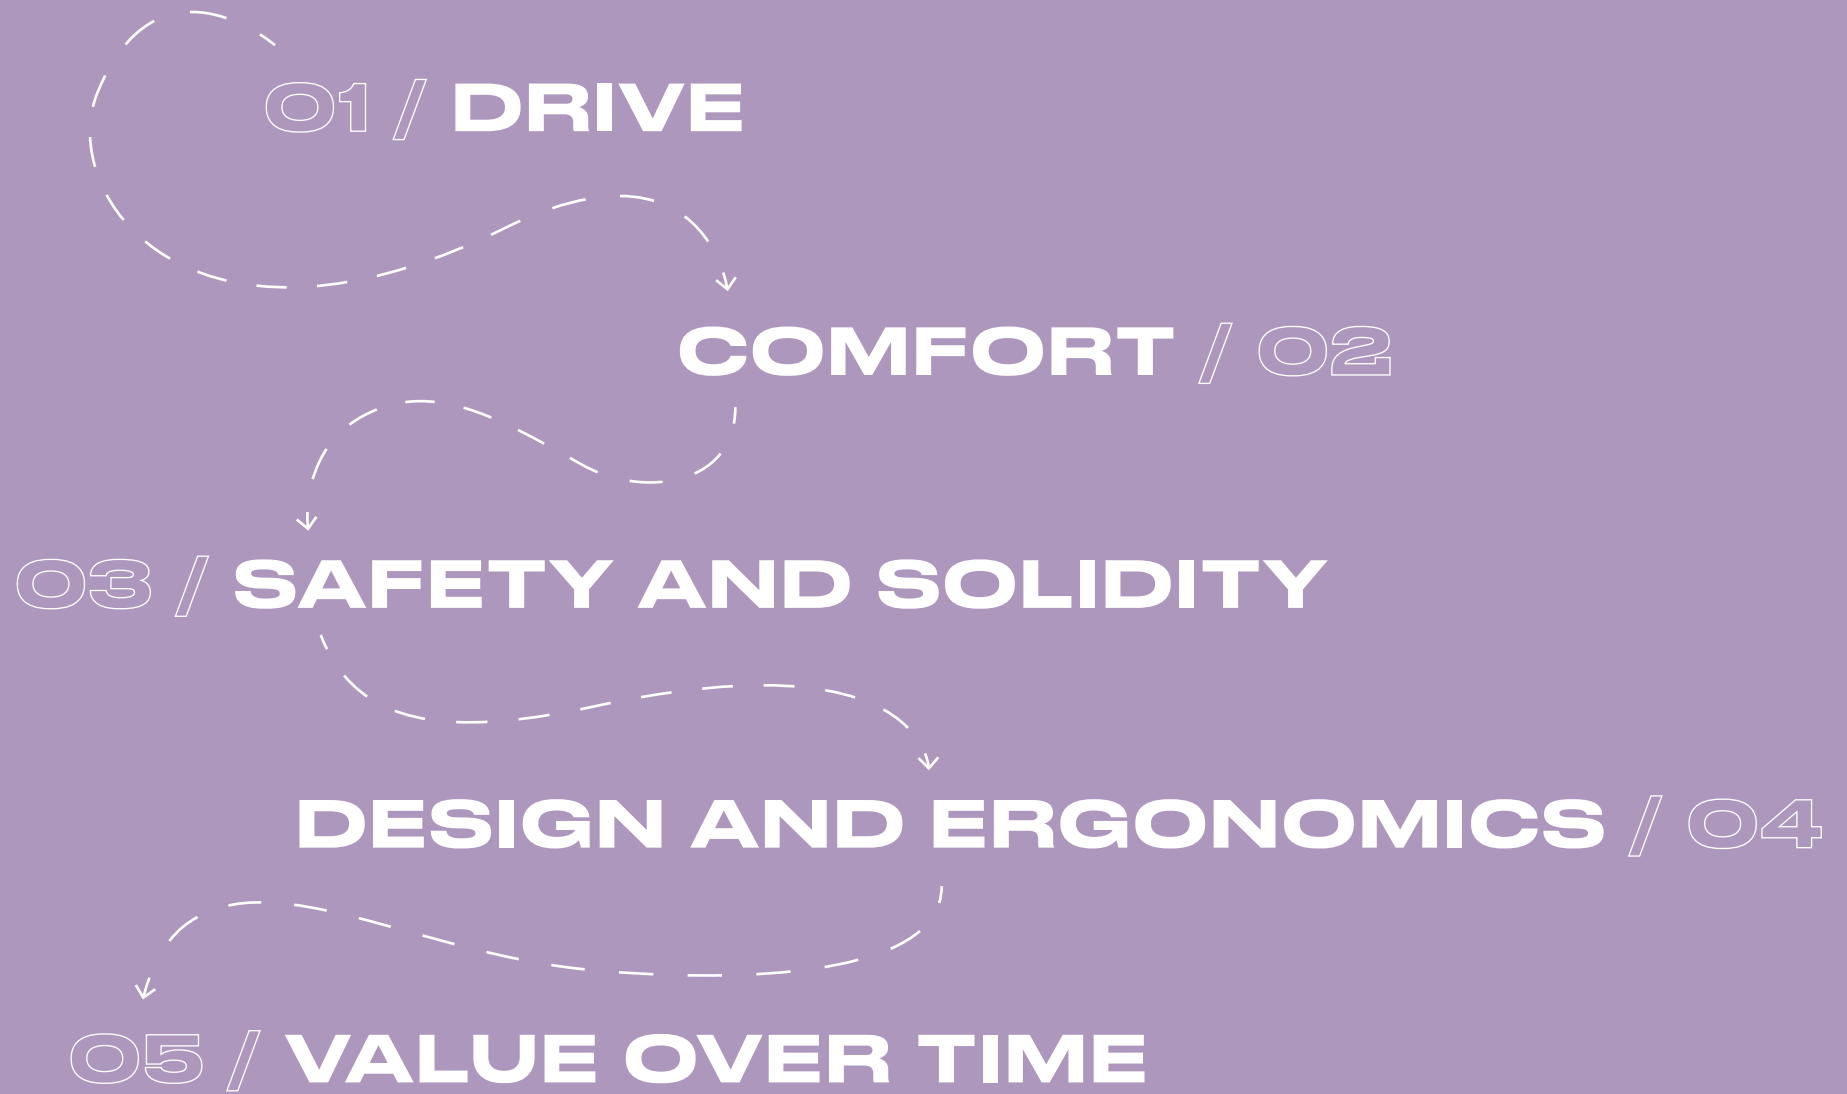 01 / DRIVE
COMFORT / 02
03 / SAFETY AND SOLIDITY
DESIGN AND ERGONOMICS / 04
05 / VALUE OVER TIME